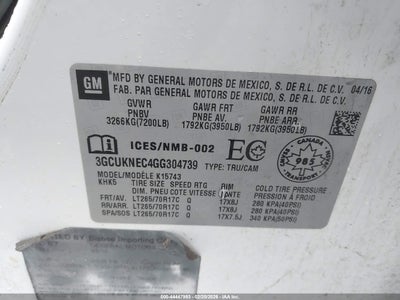 GM
MFD BY GENERAL MOTORS DE MEXICO, S. DE R.L. DE C.V. 04/16
FAB. PAR GENERAL MOTORS DE MEXICO, S. DE R.L. DE C.V.
GVWR GAWR FRT GAWR RR
PNBV PNBE AV. PNBE ARR
3266KG(7200LB) 1792KG(3950LB) 1792KG(3950LB)
ICES/NMB-002 EC
3GCUKNEC4GG304739 TYPE: TRU/CAM
CANADA
985
MODEL/MODÈLE K15743
KHK5 TIRE SIZE SPEED RTG RIM COLD TIRE PRESSURE
DIM. PNEU COTE VITESSE JANTE PRESSION À FROID
FRT/AV. LT265/70R17C Q 17X8J 280 KPA(40PSI)
RR/ARR. LT265/70R17C Q 17X8J 280 KPA(40PSI)
SPA/SOS LT265/70R17C Q 17X7.5J 340 KPA(50PSI)